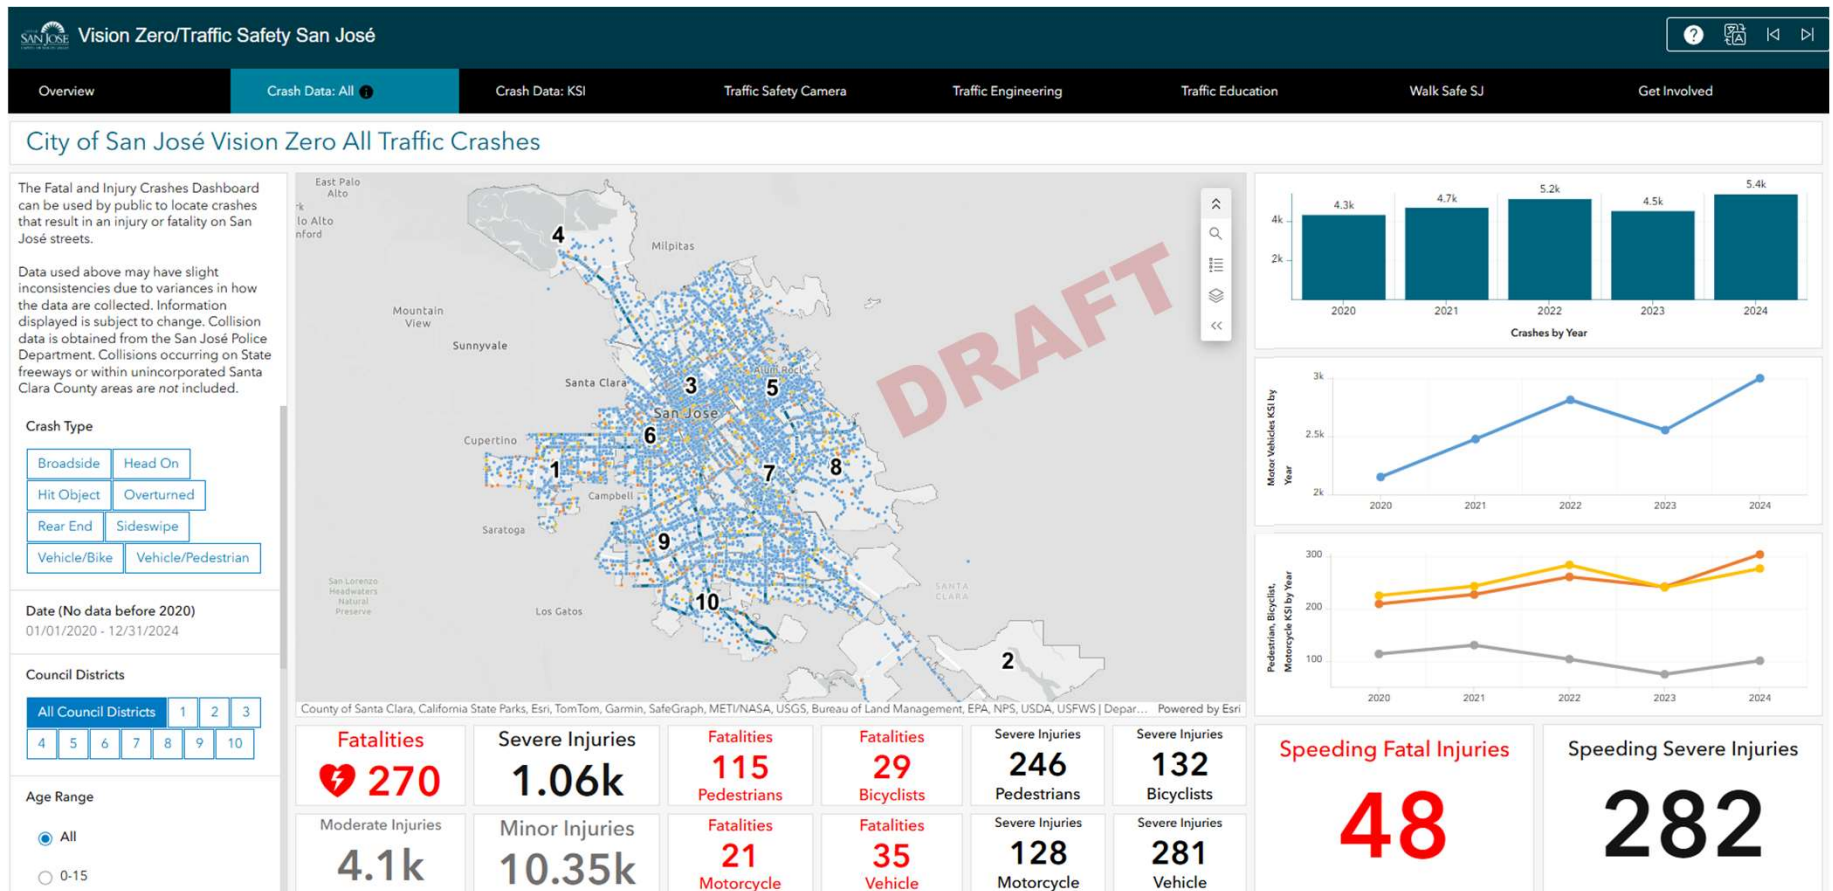 SAN JOSE
Vision Zero/Traffic Safety San José
Overview
Crash Data: All
Crash Data: KSI
Traffic Safety Camera
Traffic Engineering
Traffic Education
Walk Safe SJ
Get Involved
City of San José Vision Zero All Traffic Crashes
The Fatal and Injury Crashes Dashboard
can be used by public to locate crashes
that result in an injury or fatality on San
José streets.
Data used above may have slight
inconsistencies due to variances in how
the data are collected. Information
displayed is subject to change. Collision
data is obtained from the San José Police
Department. Collisions occurring on State
freeways or within unincorporated Santa
Clara County areas are not included.
Crash Type
Broadside
Head On
Hit Object
Overturned
Rear End
Sideswipe
Vehicle/Bike
Vehicle/Pedestrian
Date (No data before 2020)
01/01/2020 - 12/31/2024
Council Districts
All Council Districts
1
2
3
4
5
6
7
8
9
10
Age Range
All
0-15
East Palo
Alto
rk
lo Alto
nford
4
Milpitas
Mountain
View
Sunnyvale
Santa Clara
3
Alum Rock
5
San Jose
6
Cupertino
1
7
8
Campbell
Saratoga
9
San Lorenzo
Headwaters
Natural
Preserve
Los Gatos
10
SANTA
CLARA
2
DRAFT
County of Santa Clara, California State Parks, Esri, TomTom, Garmin, SafeGraph, METI/NASA, USGS, Bureau of Land Management, EPA, NPS, USDA, USFWS | Depar...
Powered by Esri
5.4k
5.2k
4.7k
4.5k
4.3k
4k
2k
2020
2021
2022
2023
2024
Crashes by Year
Motor Vehicles KSI by
Year
3k
2.5k
2k
2020
2021
2022
2023
2024
Pedestrian, Bicyclist,
Motorcycle KSI by Year
300
200
100
2020
2021
2022
2023
2024
Fatalities
270
Severe Injuries
1.06k
Fatalities
115
Pedestrians
Fatalities
29
Bicyclists
Severe Injuries
246
Pedestrians
Severe Injuries
132
Bicyclists
Moderate Injuries
4.1k
Minor Injuries
10.35k
Fatalities
21
Motorcycle
Fatalities
35
Vehicle
Severe Injuries
128
Motorcycle
Severe Injuries
281
Vehicle
Speeding Fatal Injuries
48
Speeding Severe Injuries
282